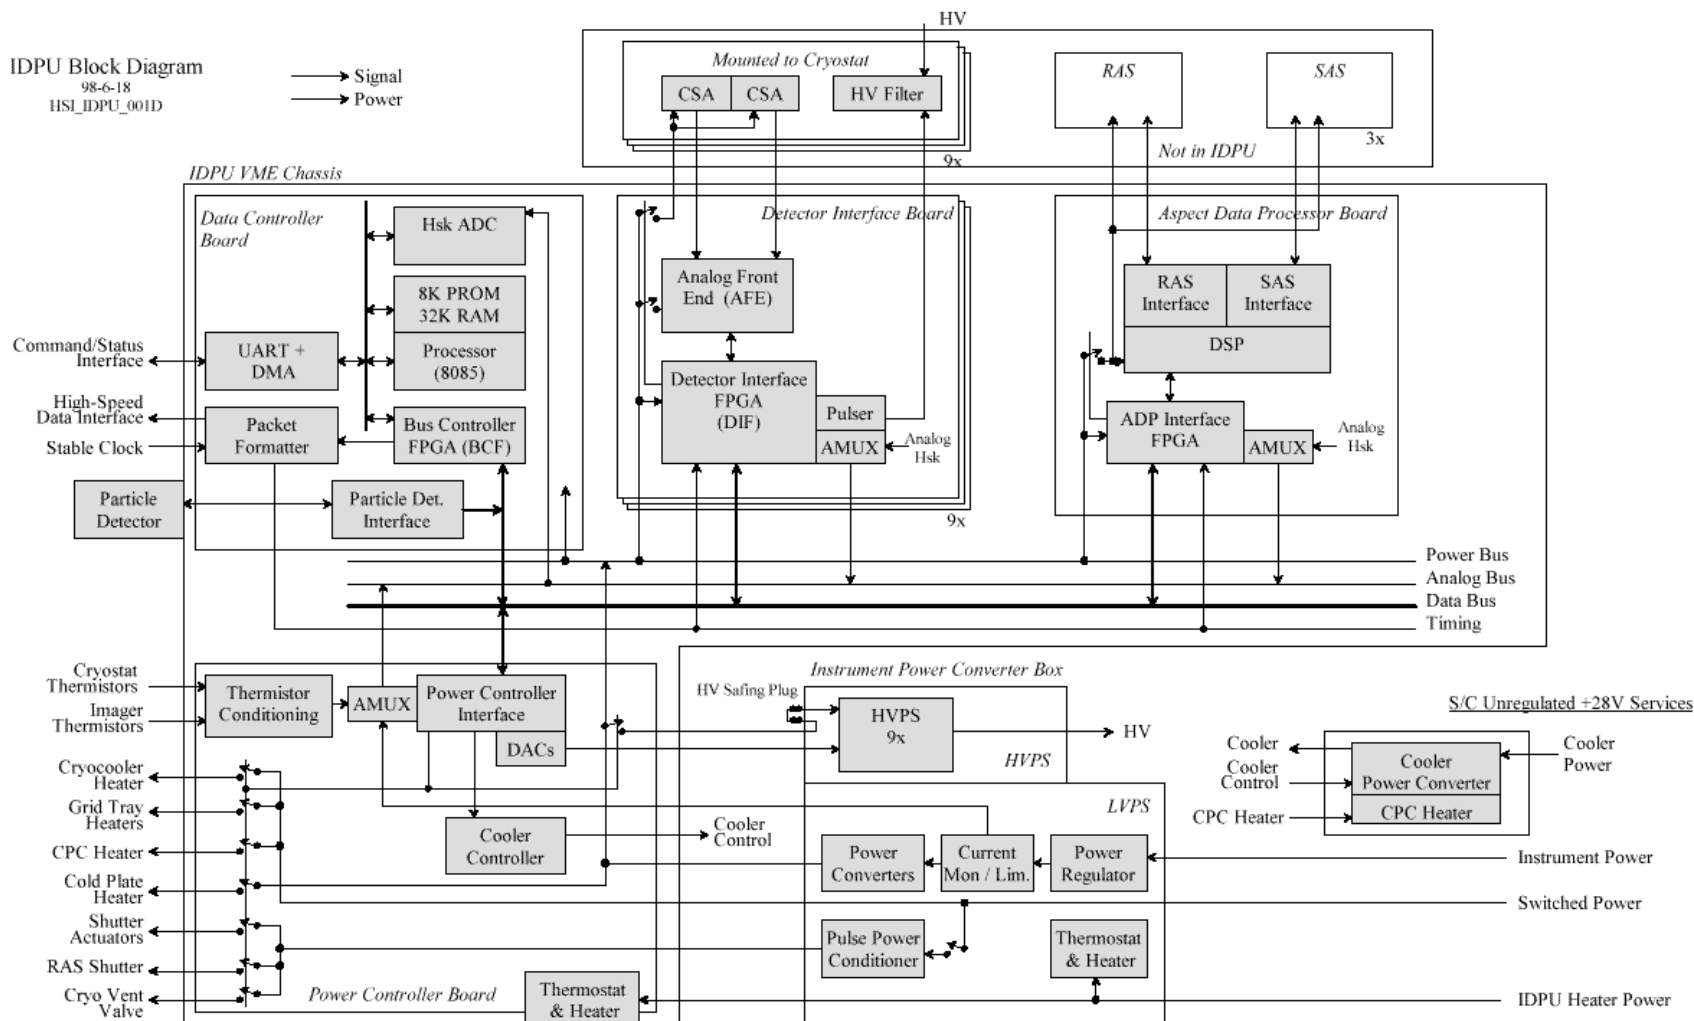 IDPU Block Diagram
98-6-18
HSI_IDPU_001D
Signal
Power
HV
Mounted to Cryostat
CSA
CSA
HV Filter
9x
RAS
SAS
3x
Not in IDPU
IDPU VME Chassis
Data Controller
Board
Hsk ADC
8K PROM
32K RAM
Processor
(8085)
UART +
DMA
Packet
Formatter
Bus Controller
FPGA (BCF)
Particle
Detector
Particle Det.
Interface
Command/Status
Interface
High-Speed
Data Interface
Stable Clock
Detector Interface Board
Analog Front
End (AFE)
Detector Interface
FPGA
(DIF)
Pulser
AMUX
Analog
Hsk
9x
Aspect Data Processor Board
RAS
Interface
SAS
Interface
DSP
ADP Interface
FPGA
AMUX
Analog
Hsk
Power Bus
Analog Bus
Data Bus
Timing
Cryostat
Thermistors
Imager
Thermistors
Thermistor
Conditioning
AMUX
Power Controller
Interface
DACs
Cryocooler
Heater
Grid Tray
Heaters
CPC Heater
Cold Plate
Heater
Shutter
Actuators
RAS Shutter
Cryo Vent
Valve
Cooler
Controller
Cooler
Control
Power Controller Board
Thermostat
& Heater
Instrument Power Converter Box
HV Safing Plug
HVPS
9x
HV
HVPS
LVPS
Power
Converters
Current
Mon / Lim.
Power
Regulator
Pulse Power
Conditioner
Thermostat
& Heater
S/C Unregulated +28V Services
Cooler
Cooler
Control
CPC Heater
Cooler
Power Converter
CPC Heater
Cooler
Power
Instrument Power
Switched Power
IDPU Heater Power